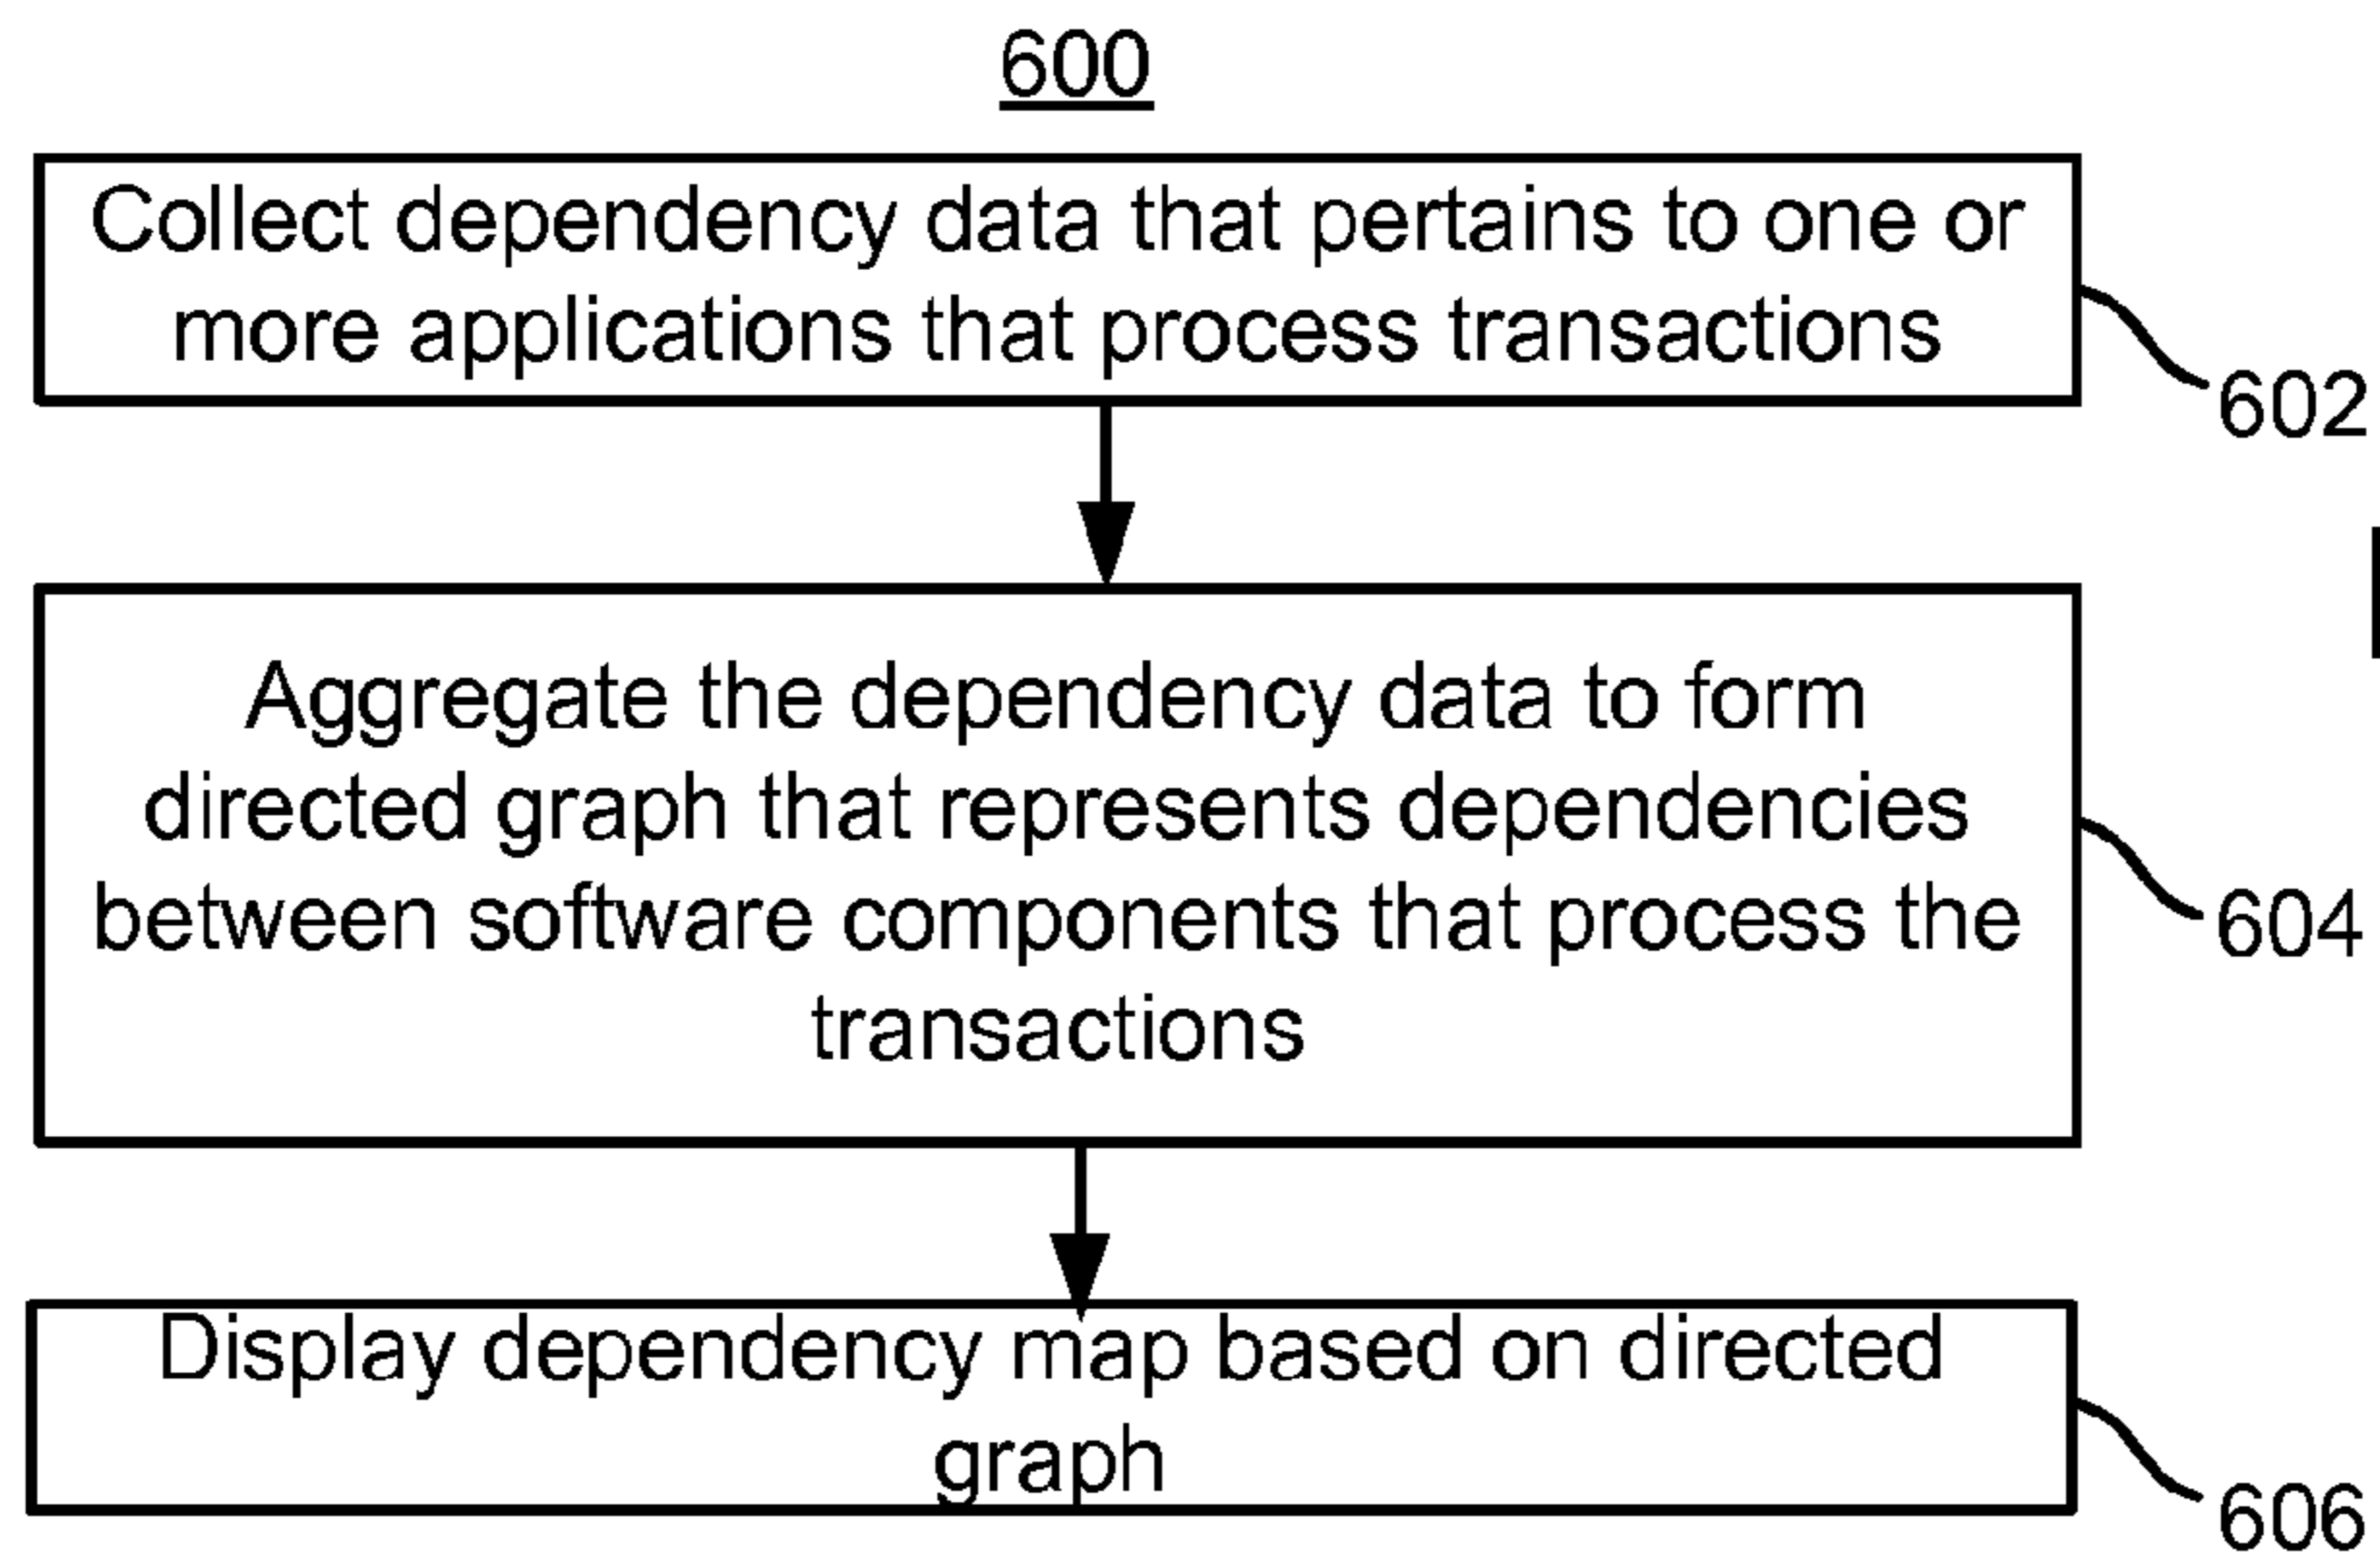 600
Collect dependency data that pertains to one or
more applications that process transactions
602
Aggregate the dependency data to form
directed graph that represents dependencies
between software components that process the
transactions
604
Display dependency map based on directed
graph
606